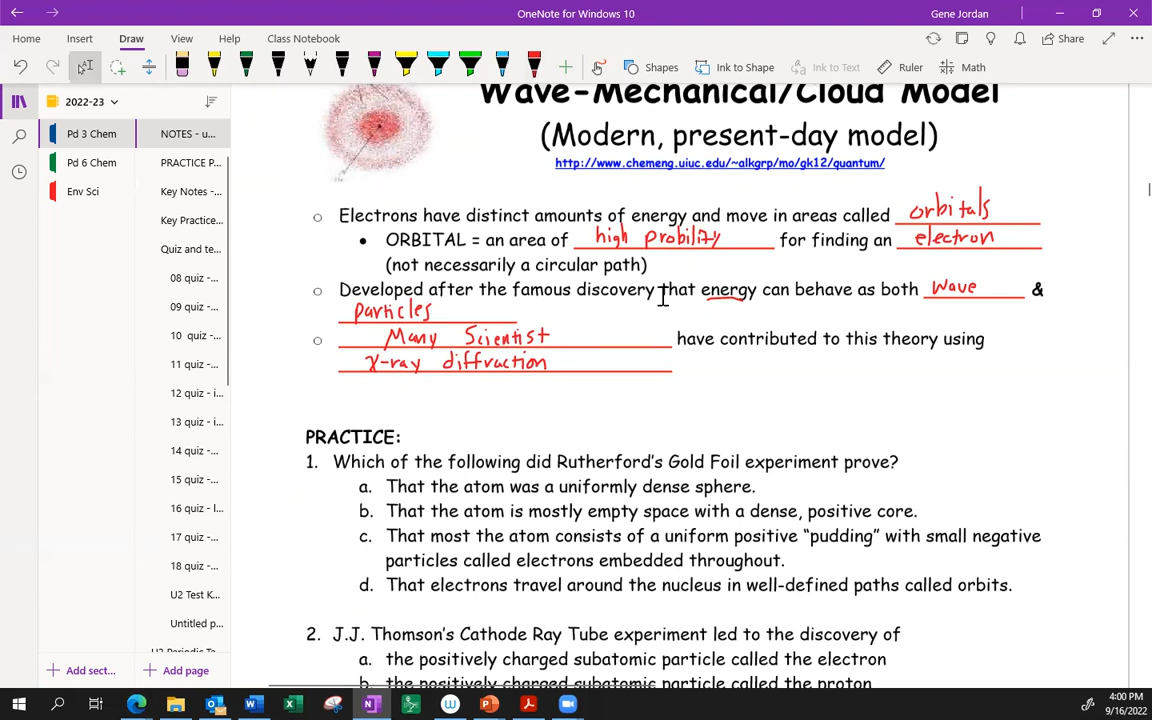 OneNote for Windows 10
Gene Jordan
Home Insert Draw View Help Class Notebook
Share
Shapes Ink to Shape Ink to Text Ruler Math
2022-23
Pd 3 Chem
Pd 6 Chem
Env Sci
NOTES - u...
PRACTICE P...
Key Notes -...
Key Practice...
Quiz and te...
08 quiz -...
09 quiz -...
10 quiz -...
11 quiz -...
12 quiz - i...
13 quiz -...
14 quiz -...
15 quiz -...
16 quiz - l...
17 quiz -...
18 quiz -...
U2 Test K...
Untitled p...
Add sect...
Add page
Wave-Mechanical/Cloud Model
(Modern, present-day model)
http://www.chemeng.uiuc.edu/~alkgrp/mo/gk12/quantum/
Electrons have distinct amounts of energy and move in areas called orbitals
ORBITAL = an area of high probility for finding an electron
(not necessarily a circular path)
Developed after the famous discovery that energy can behave as both wave &
particles
Many Scientist have contributed to this theory using
X-ray diffraction
PRACTICE:
1. Which of the following did Rutherford's Gold Foil experiment prove?
a. That the atom was a uniformly dense sphere.
b. That the atom is mostly empty space with a dense, positive core.
c. That most the atom consists of a uniform positive "pudding" with small negative
particles called electrons embedded throughout.
d. That electrons travel around the nucleus in well-defined paths called orbits.
2. J.J. Thomson's Cathode Ray Tube experiment led to the discovery of
a. the positively charged subatomic particle called the electron
b. the positively charged subatomic particle called the proton
4:00 PM
9/16/2022